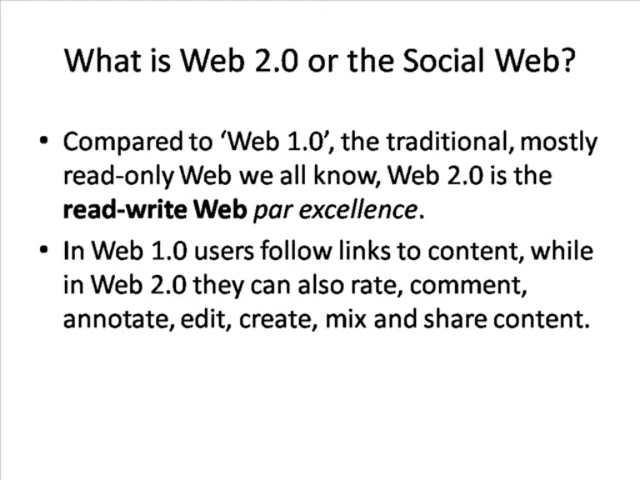 What is Web 2.0 or the Social Web?
• Compared to ‘Web 1.0’, the traditional, mostly
read-only Web we all know, Web 2.0 is the
read-write Web par excellence.
• In Web 1.0 users follow links to content, while
in Web 2.0 they can also rate, comment,
annotate, edit, create, mix and share content.